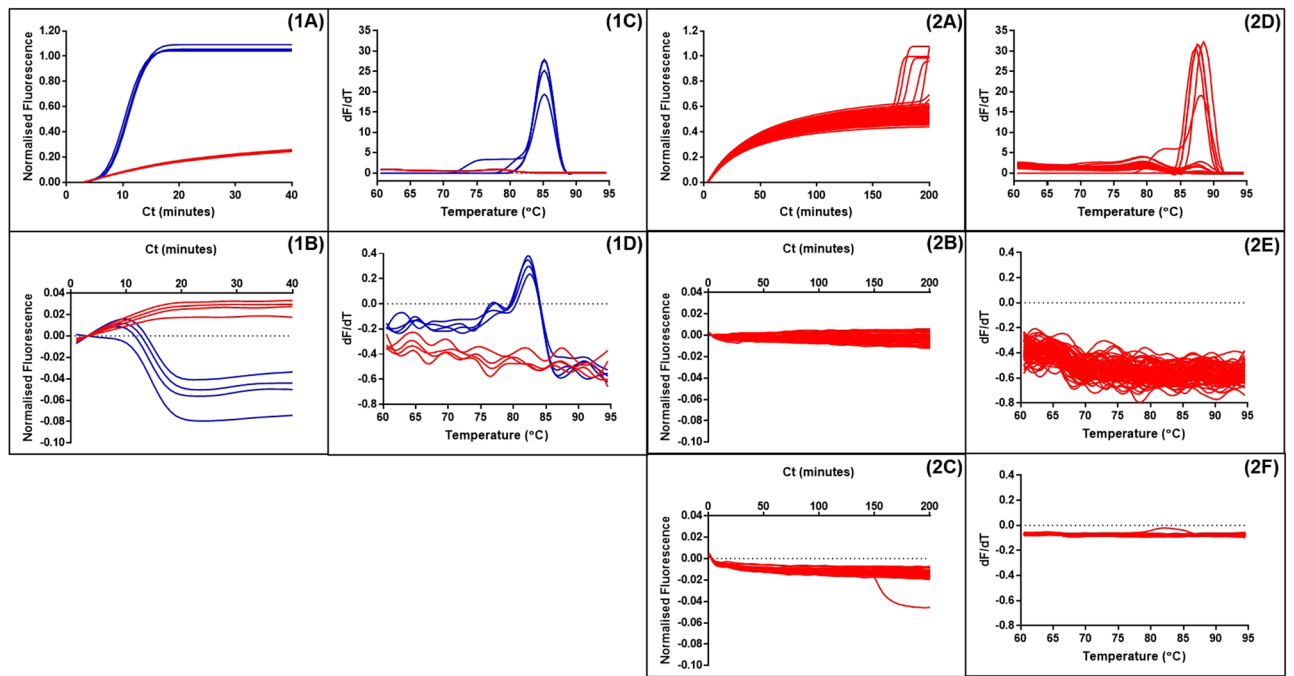 (1A)
Normalised Fluorescence
1.20
1.00
0.80
0.60
0.40
0.20
0.00
0 10 20 30 40
Ct (minutes)
(1C)
dF/dT
35
30
25
20
15
10
5
0
60 65 70 75 80 85 90 95
Temperature (°C)
(2A)
Normalised Fluorescence
1.2
1.0
0.8
0.6
0.4
0.2
0.0
0 50 100 150 200
Ct (minutes)
(2D)
dF/dT
35
30
25
20
15
10
5
0
60 65 70 75 80 85 90 95
Temperature (°C)
(1B)
Ct (minutes)
0 10 20 30 40
Normalised Fluorescence
0.04
0.02
0.00
-0.02
-0.04
-0.06
-0.08
-0.10
(1D)
dF/dT
0.4
0.2
0.0
-0.2
-0.4
-0.6
-0.8
60 65 70 75 80 85 90 95
Temperature (°C)
(2B)
Ct (minutes)
0 50 100 150 200
Normalised Fluorescence
0.04
0.02
0.00
-0.02
-0.04
-0.06
-0.08
-0.10
(2E)
dF/dT
0.4
0.2
0.0
-0.2
-0.4
-0.6
-0.8
60 65 70 75 80 85 90 95
Temperature (°C)
(2C)
Ct (minutes)
0 50 100 150 200
Normalised Fluorescence
0.04
0.02
0.00
-0.02
-0.04
-0.06
-0.08
-0.10
(2F)
dF/dT
0.4
0.2
0.0
-0.2
-0.4
-0.6
-0.8
60 65 70 75 80 85 90 95
Temperature (°C)